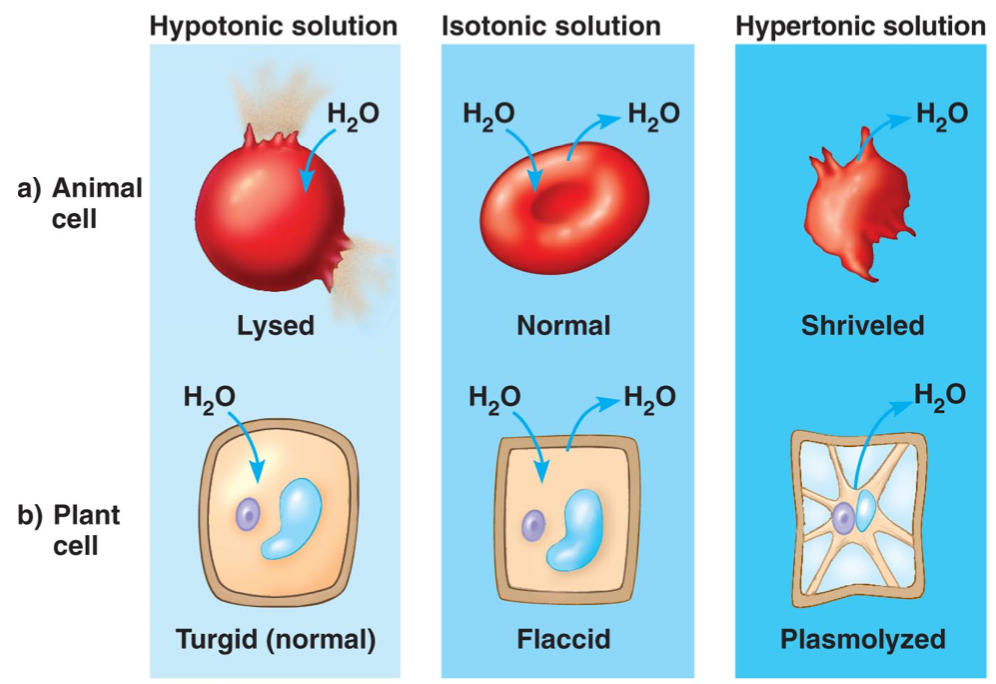 Hypotonic solution
Isotonic solution
Hypertonic solution
a) Animal
cell
H₂O
H₂O
H₂O
H₂O
Lysed
Normal
Shriveled
b) Plant
cell
H₂O
H₂O
H₂O
H₂O
Turgid (normal)
Flaccid
Plasmolyzed